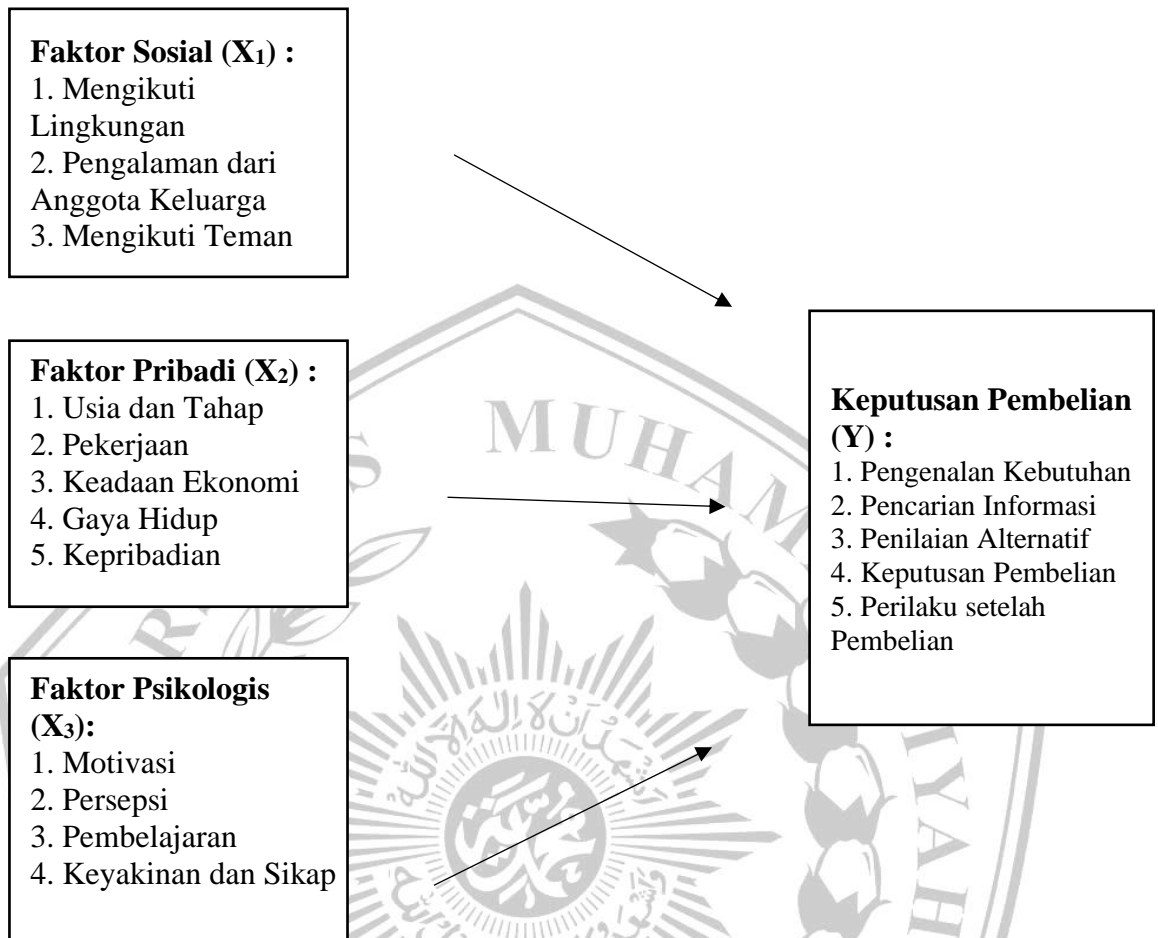 Faktor Sosial (X1) :
1. Mengikuti
Lingkungan
2. Pengalaman dari
Anggota Keluarga
3. Mengikuti Teman
Faktor Pribadi (X2) :
1. Usia dan Tahap
2. Pekerjaan
3. Keadaan Ekonomi
4. Gaya Hidup
5. Kepribadian
Faktor Psikologis
(X3):
1. Motivasi
2. Persepsi
3. Pembelajaran
4. Keyakinan dan Sikap
Keputusan Pembelian
(Y) :
1. Pengenalan Kebutuhan
2. Pencarian Informasi
3. Penilaian Alternatif
4. Keputusan Pembelian
5. Perilaku setelah
Pembelian